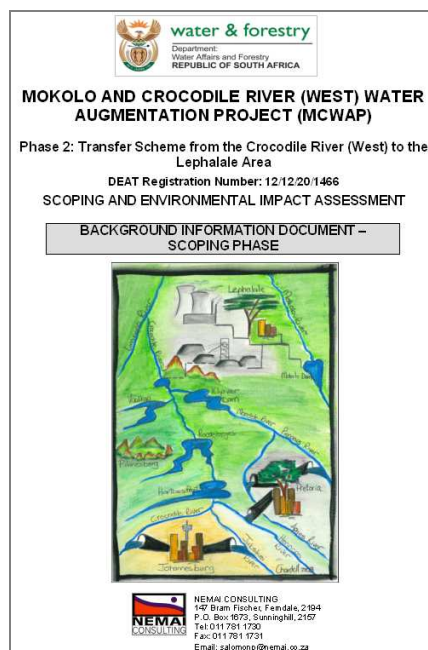 water & forestry
Department:
Water Affairs and Forestry
REPUBLIC OF SOUTH AFRICA
MOKOLO AND CROCODILE RIVER (WEST) WATER
AUGMENTATION PROJECT (MCWAP)
Phase 2: Transfer Scheme from the Crocodile River (West) to the
Lephalale Area
DEAT Registration Number: 12/12/20/1466
SCOPING AND ENVIRONMENTAL IMPACT ASSESSMENT
BACKGROUND INFORMATION DOCUMENT –
SCOPING PHASE
Lephalale
Pretoria
Crocodile River
Johannesburg
NEMAI
CONSULTING
NEMAI CONSULTING
147 Bram Fischer, Ferndale, 2194
P.O. Box 1673, Sunninghill, 2157
Tel: 011 781 1730
Fax: 011 781 1731
Email: salomonp@nemai.co.za